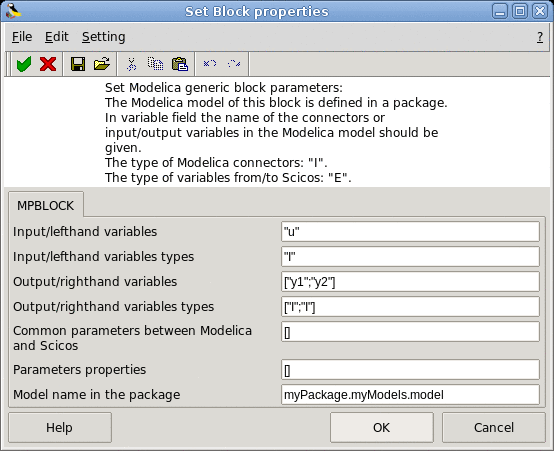 Set Block properties
File Edit Setting ?
Set Modelica generic block parameters:
The Modelica model of this block is defined in a package.
In variable field the name of the connectors or
input/output variables in the Modelica model should be
given.
The type of Modelica connectors: "I".
The type of variables from/to Scicos: "E".
MPBLOCK
Input/lefthand variables "u"
Input/lefthand variables types "I"
Output/righthand variables ["y1";"y2"]
Output/righthand variables types ["I";"I"]
Common parameters between Modelica
and Scicos []
Parameters properties []
Model name in the package myPackage.myModels.model
Help OK Cancel